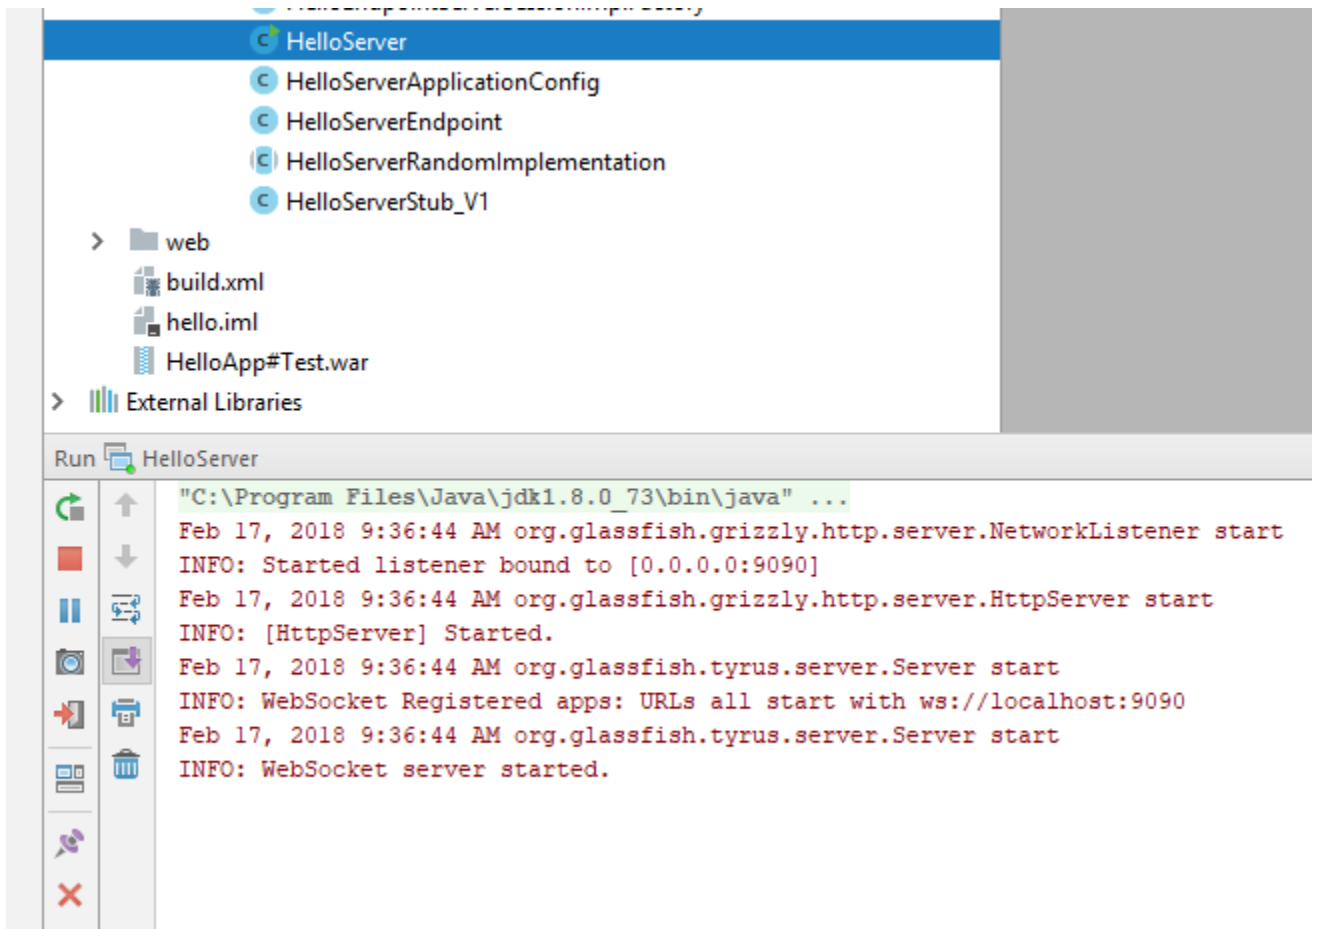 HelloServer
HelloServerApplicationConfig
HelloServerEndpoint
HelloServerRandomImplementation
HelloServerStub_V1
web
build.xml
hello.iml
HelloApp#Test.war
External Libraries
Run HelloServer
"C:\Program Files\Java\jdk1.8.0_73\bin\java" ...
Feb 17, 2018 9:36:44 AM org.glassfish.grizzly.http.server.NetworkListener start
INFO: Started listener bound to [0.0.0.0:9090]
Feb 17, 2018 9:36:44 AM org.glassfish.grizzly.http.server.HttpServer start
INFO: [HttpServer] Started.
Feb 17, 2018 9:36:44 AM org.glassfish.tyrus.server.Server start
INFO: WebSocket Registered apps: URLs all start with ws://localhost:9090
Feb 17, 2018 9:36:44 AM org.glassfish.tyrus.server.Server start
INFO: WebSocket server started.